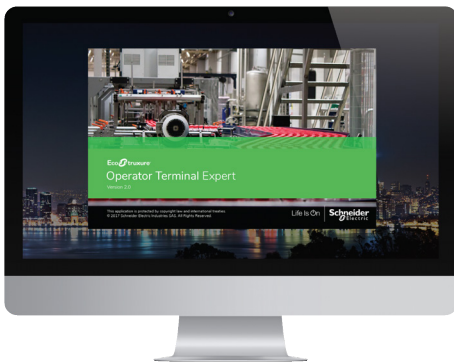 EcoStruxure
Operator Terminal Expert
Version 2.0
This application is protected by copyright law and international treaties.
© 2017 Schneider Electric Industries SAS. All Rights Reserved.
Life Is On
Schneider
Electric